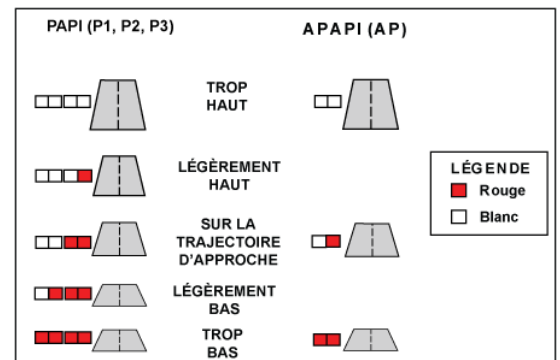 PAPI (P1, P2, P3)
APAPI (AP)
TROP
HAUT
LÉGÈREMENT
HAUT
SUR LA
TRAJECTOIRE
D'APPROCHE
LÉGÈREMENT
BAS
TROP
BAS
LÉGENDE
Rouge
Blanc